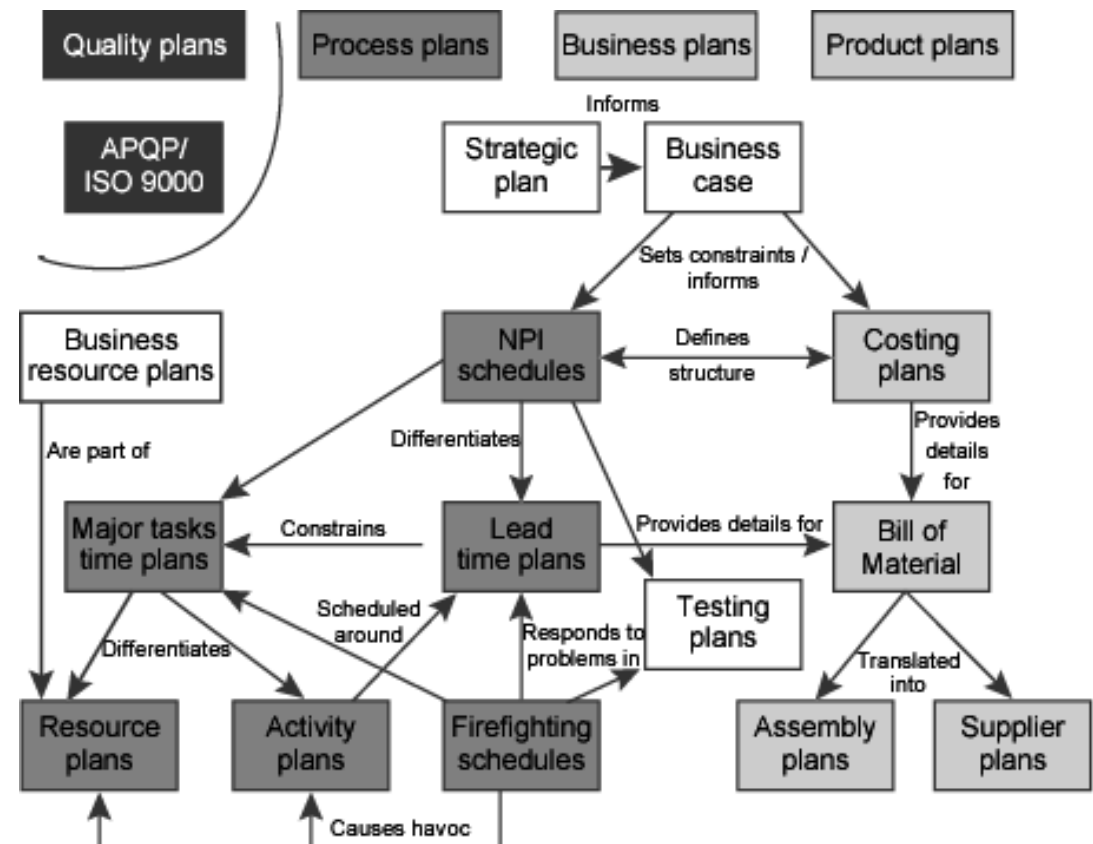 Quality plans
Process plans
Business plans
Product plans
APQP/
ISO 9000
Informs
Strategic
plan
Business
case
Sets constraints /
informs
Business
resource plans
NPI
schedules
Defines
structure
Costing
plans
Are part of
Differentiates
Provides
details
for
Major tasks
time plans
Constrains
Lead
time plans
Provides details for
Bill of
Material
Scheduled
around
Testing
plans
Differentiates
Responds to
problems in
Translated
into
Resource
plans
Activity
plans
Firefighting
schedules
Assembly
plans
Supplier
plans
Causes havoc